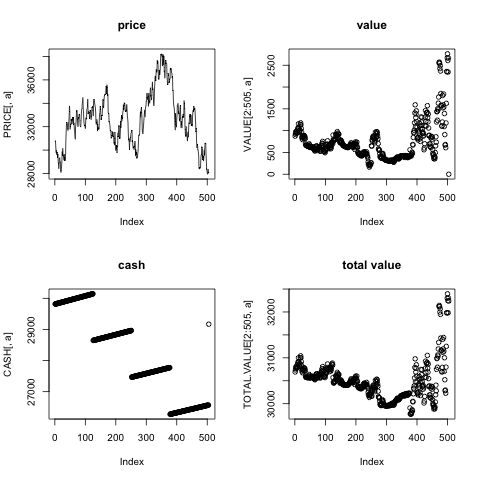 price
PRICE[, a]
28000 32000 36000
0 100 200 300 400 500
Index
value
VALUE[2:505, a]
0 500 1500 2500
0 100 200 300 400 500
Index
cash
CASH[, a]
27000 29000
0 100 200 300 400 500
Index
total value
TOTAL.VALUE[2:505, a]
30000 31000 32000
0 100 200 300 400 500
Index